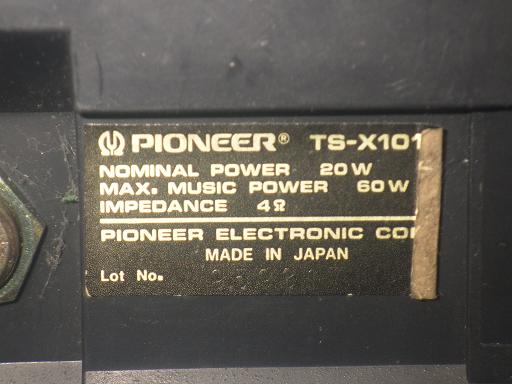 PIONEER® TS-X101
NOMINAL POWER 20W
MAX. MUSIC POWER 60W
IMPEDANCE 4Ω
PIONEER ELECTRONIC
MADE IN JAPAN
Lot No.